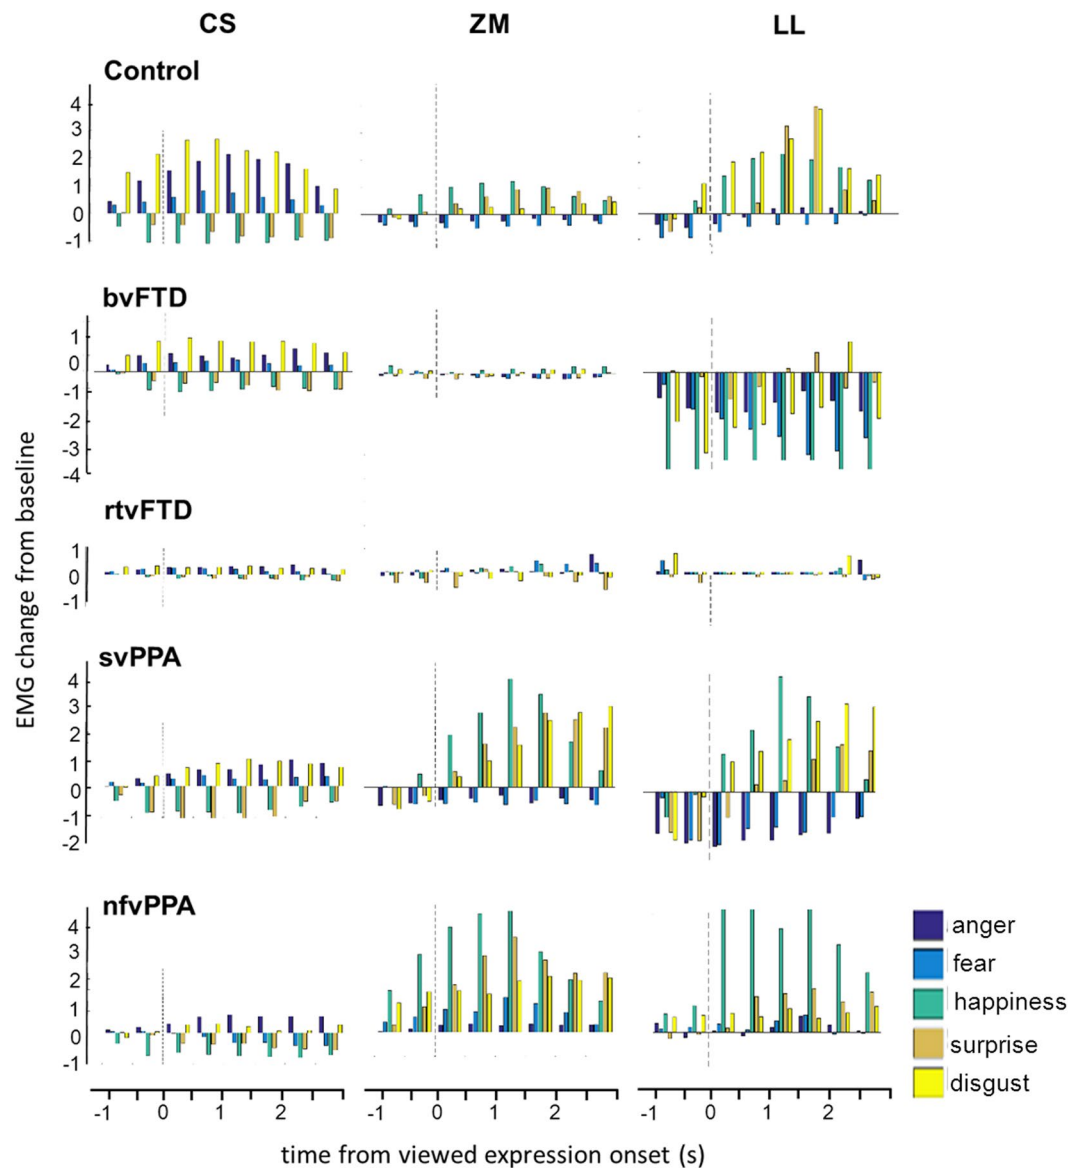 CS ZM LL
Control
4
3
2
1
0
-1
bvFTD
1
0
-1
-2
-3
-4
rtvFTD
1
0
-1
svPPA
4
3
2
1
0
-1
-2
nfvPPA
4
3
2
1
0
-1
EMG change from baseline
anger
fear
happiness
surprise
disgust
-1 0 1 2 -1 0 1 2 -1 0 1 2
time from viewed expression onset (s)